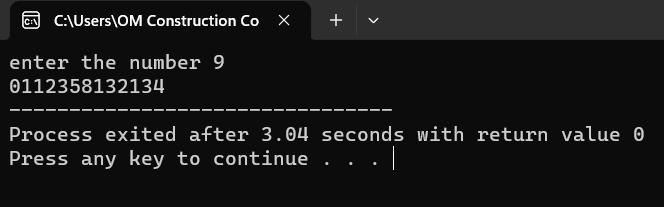 C:\Users\OM Construction Co
enter the number 9
0112358132134
--------------------------------
Process exited after 3.04 seconds with return value 0
Press any key to continue . . .